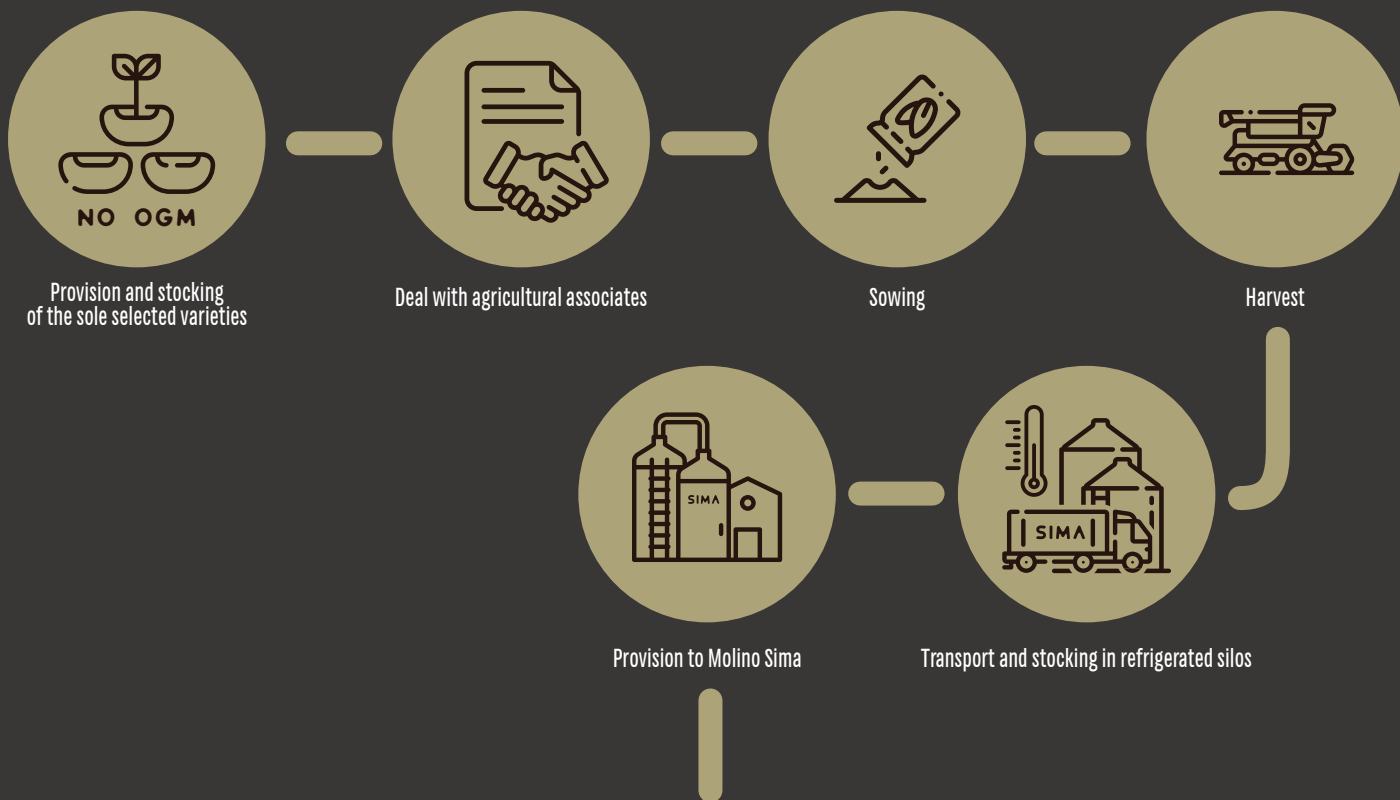 NO OGM
Provision and stocking
of the sole selected varieties
Deal with agricultural associates
Sowing
Harvest
SIMA
Transport and stocking in refrigerated silos
SIMA
Provision to Molino Sima